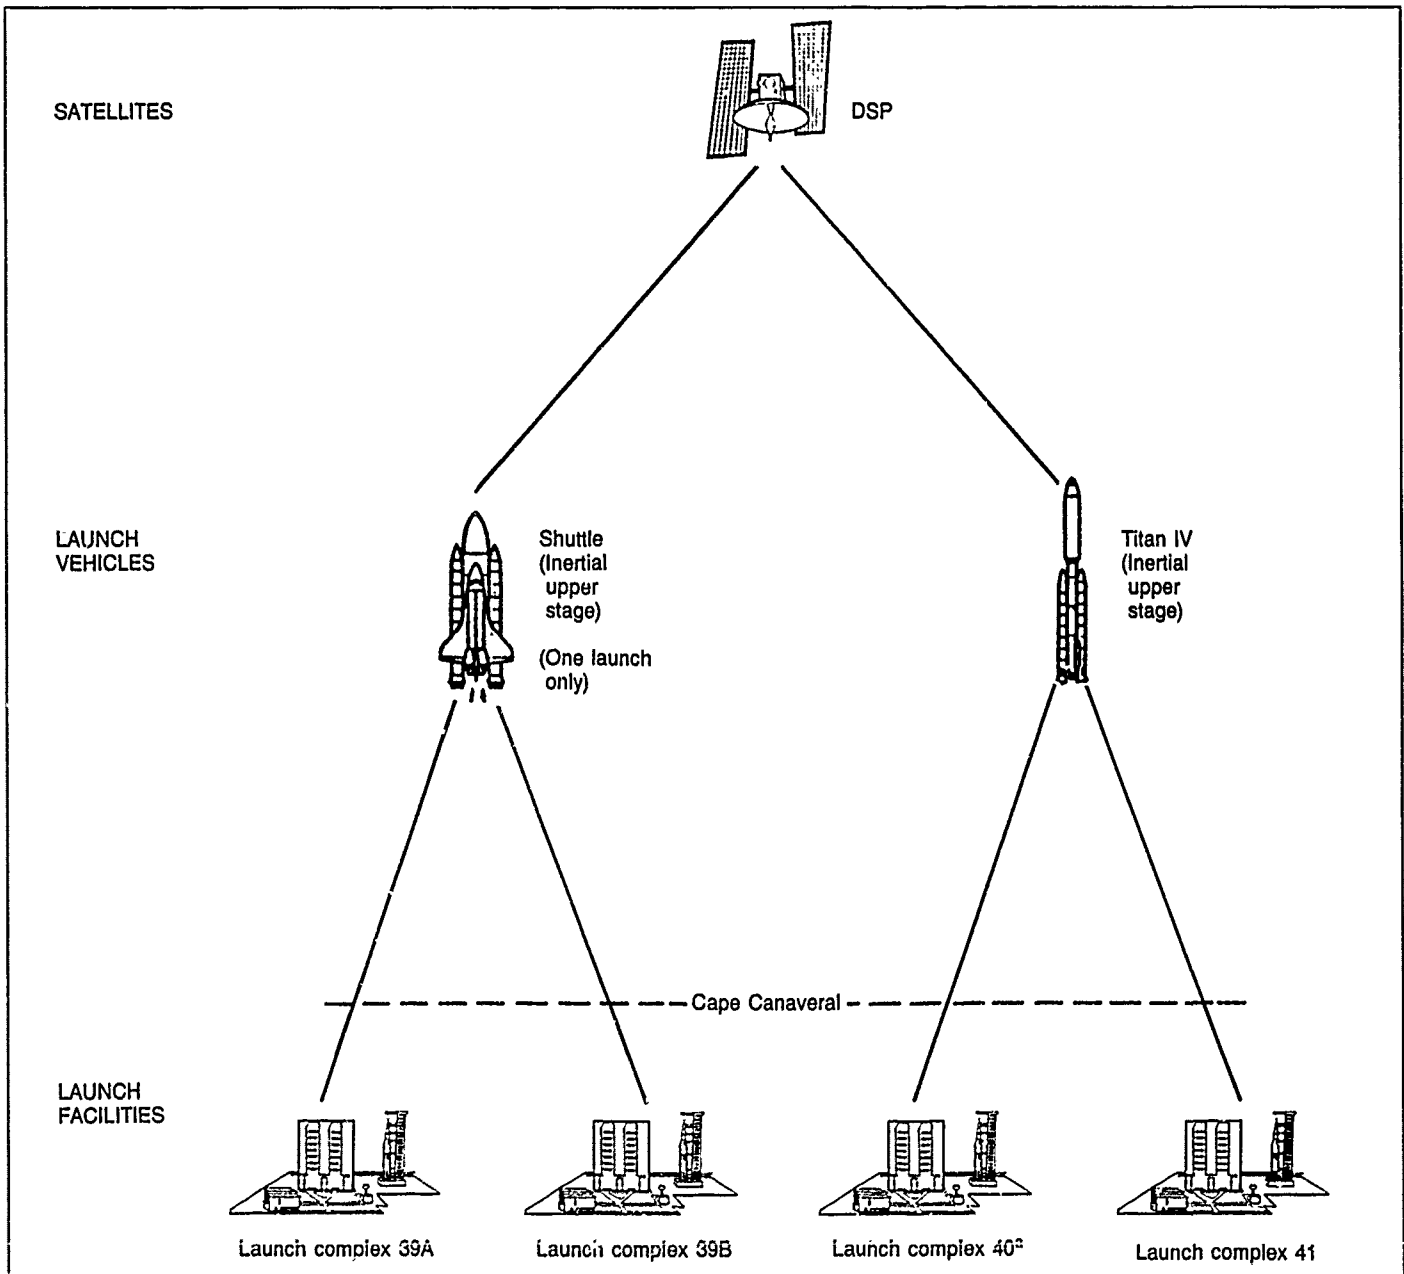 SATELLITES
DSP
LAUNCH
VEHICLES
Shuttle
(Inertial
upper
stage)
(One launch
only)
Titan IV
(Inertial
upper
stage)
Cape Canaveral
LAUNCH
FACILITIES
Launch complex 39A
Launch complex 39B
Launch complex 40ª
Launch complex 41